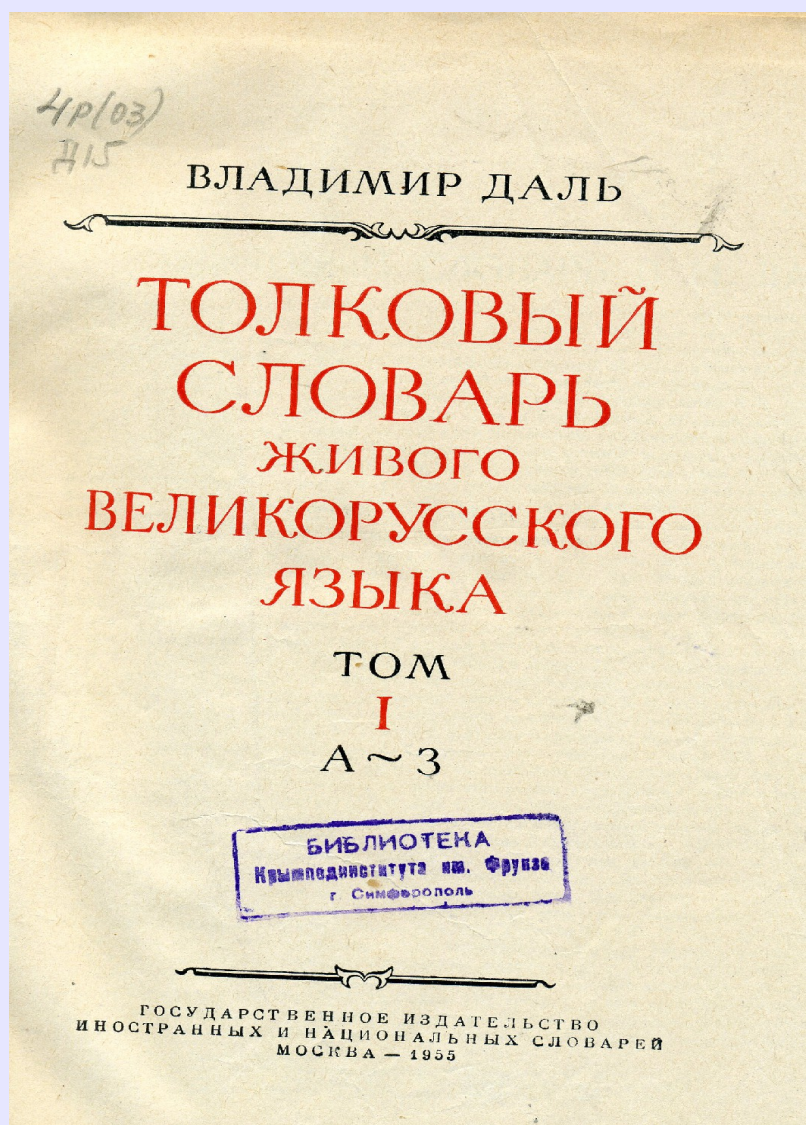 4Р(03)
Д15
ВЛАДИМИР ДАЛЬ
ТОЛКОВЫЙ
СЛОВАРЬ
ЖИВОГО
ВЕЛИКОРУССКОГО
ЯЗЫКА
ТОМ
I
А~З
БИБЛИОТЕКА
Крымпединститута им. Фрунзе
г Симферополь
ГОСУДАРСТВЕННОЕ ИЗДАТЕЛЬСТВО
ИНОСТРАННЫХ И НАЦИОНАЛЬНЫХ СЛОВАРЕЙ
МОСКВА — 1955